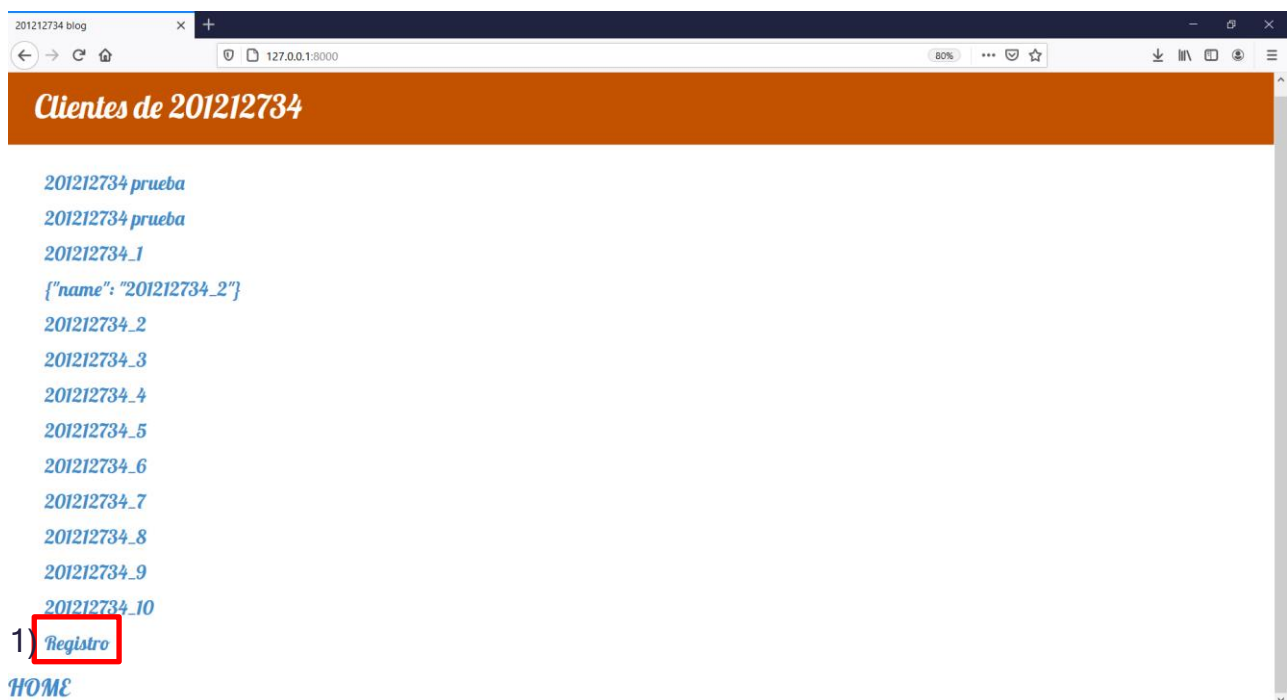 201212734 blog
127.0.0.1:8000
80%
Clientes de 201212734
201212734 prueba
201212734 prueba
201212734_1
{"name": "201212734_2"}
201212734_2
201212734_3
201212734_4
201212734_5
201212734_6
201212734_7
201212734_8
201212734_9
201212734_10
1) Registro
HOME